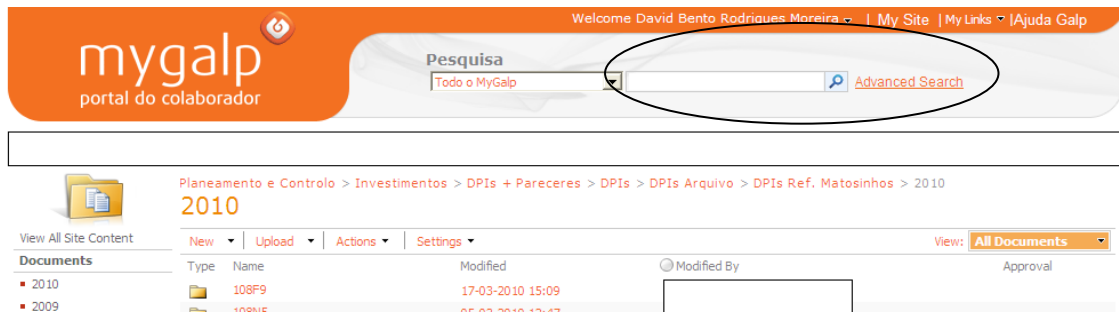 Welcome David Bento Rodrigues Moreira | My Site | My Links |Ajuda Galp
mygalp
portal do colaborador
Pesquisa
Todo o MyGalp
Advanced Search
Planeamento e Controlo > Investimentos > DPIs + Pareceres > DPIs > DPIs Arquivo > DPIs Ref. Matosinhos > 2010
2010
View All Site Content
New Upload Actions Settings View: All Documents
Documents
Type Name Modified Modified By Approval
2010
108F9 17-03-2010 15:09
2009